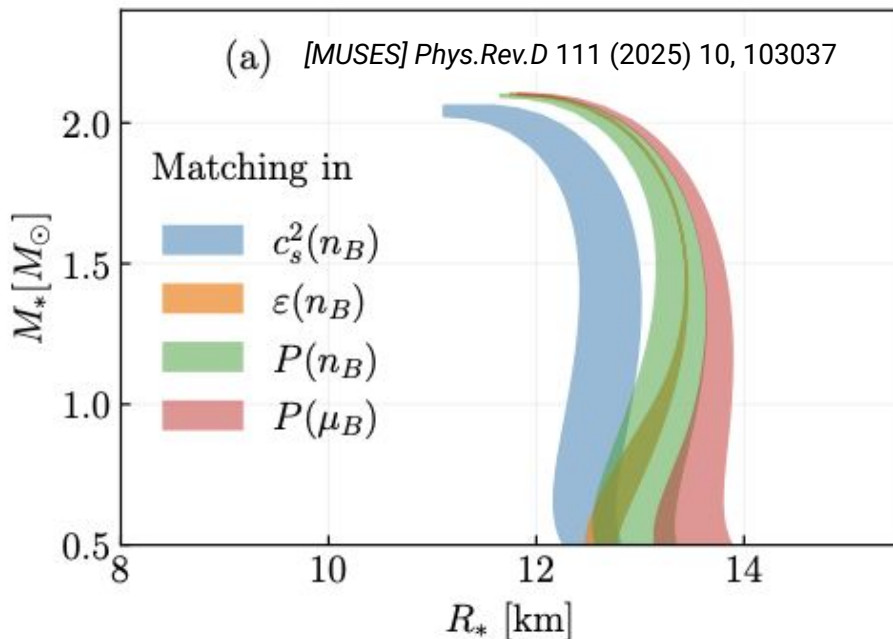 (a) [MUSES] Phys.Rev.D 111 (2025) 10, 103037
M_*[M_⊙]
2.0
1.5
1.0
0.5
Matching in
c_s^2(n_B)
ε(n_B)
P(n_B)
P(μ_B)
8 10 12 14
R_* [km]